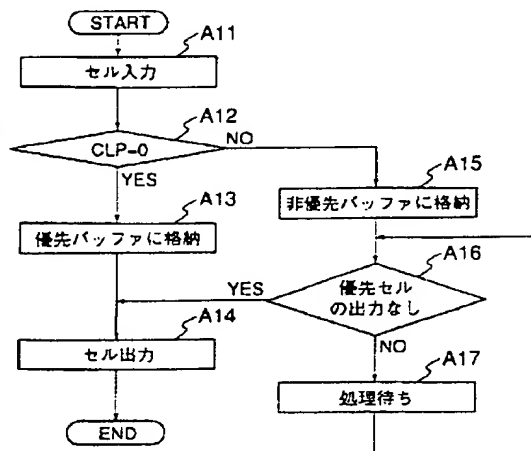 START
A11
セル入力
A12
CLP=0
NO
YES
A13
優先バッファに格納
A15
非優先バッファに格納
A16
優先セル
の出力なし
YES
NO
A14
セル出力
A17
処理待ち
END